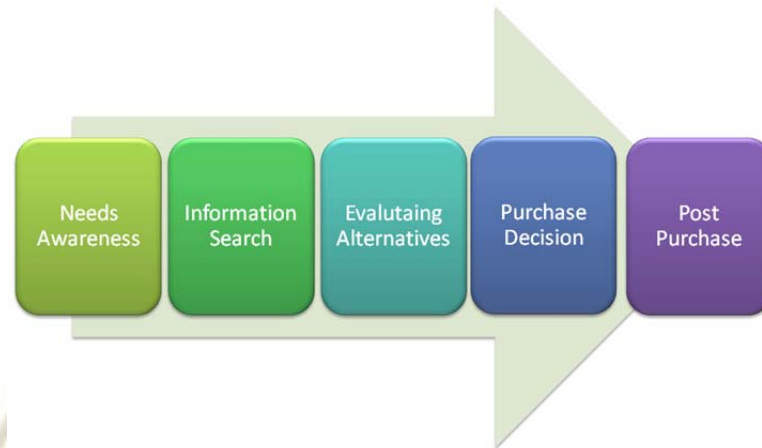 Needs
Awareness
Information
Search
Evalutaing
Alternatives
Purchase
Decision
Post
Purchase